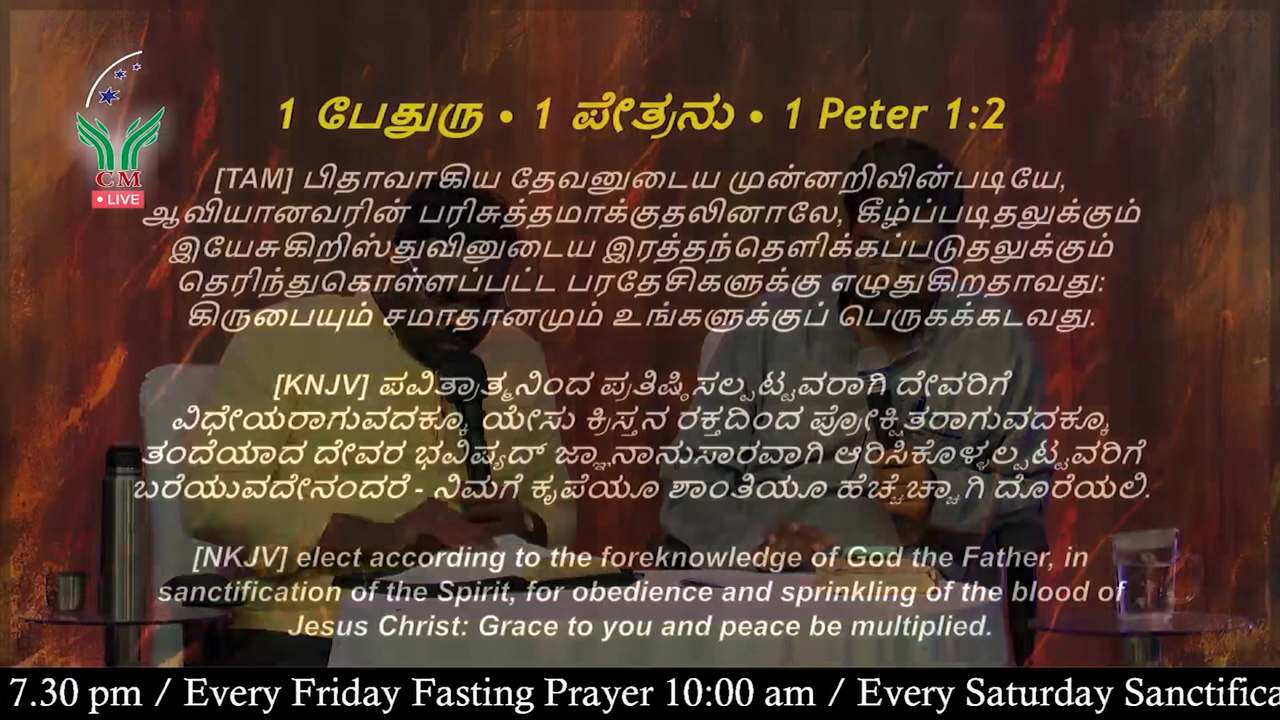 CM
• LIVE
1 பேதுரு • 1 ಪೇತ್ರನು • 1 Peter 1:2
[TAM] பிதாவாகிய தேவனுடைய முன்னறிவின்படியே,
ஆவியானவரின் பரிசுத்தமாக்குதலினாலே, கீழ்ப்படிதலுக்கும்
இயேசுகிறிஸ்துவினுடைய இரத்தந்தெளிக்கப்படுதலுக்கும்
தெரிந்துகொள்ளப்பட்ட பரதேசிகளுக்கு எழுதுகிறதாவது:
கிருபையும் சமாதானமும் உங்களுக்குப் பெருகக்கடவது.
[KNJV] ಪವಿತ್ರಾತ್ಮನಿಂದ ಪ್ರತಿಷ್ಠಿಸಲ್ಪಟ್ಟವರಾಗಿ ದೇವರಿಗೆ
ವಿಧೇಯರಾಗುವದಕ್ಕೂ ಯೇಸು ಕ್ರಿಸ್ತನ ರಕ್ತದಿಂದ ಪ್ರೋಕ್ಷಿತರಾಗುವದಕ್ಕೂ
ತಂದೆಯಾದ ದೇವರ ಭವಿಷ್ಯದ್ ಜ್ಞಾನಾನುಸಾರವಾಗಿ ಆರಿಸಿಕೊಳ್ಳಲ್ಪಟ್ಟವರಿಗೆ
ಬರೆಯುವದೇನಂದರೆ - ನಿಮಗೆ ಕೃಪೆಯೂ ಶಾಂತಿಯೂ ಹೆಚ್ಚೆಚ್ಚಾಗಿ ದೊರೆಯಲಿ.
[NKJV] elect according to the foreknowledge of God the Father, in
sanctification of the Spirit, for obedience and sprinkling of the blood of
Jesus Christ: Grace to you and peace be multiplied.
7.30 pm / Every Friday Fasting Prayer 10:00 am / Every Saturday Sanctifica